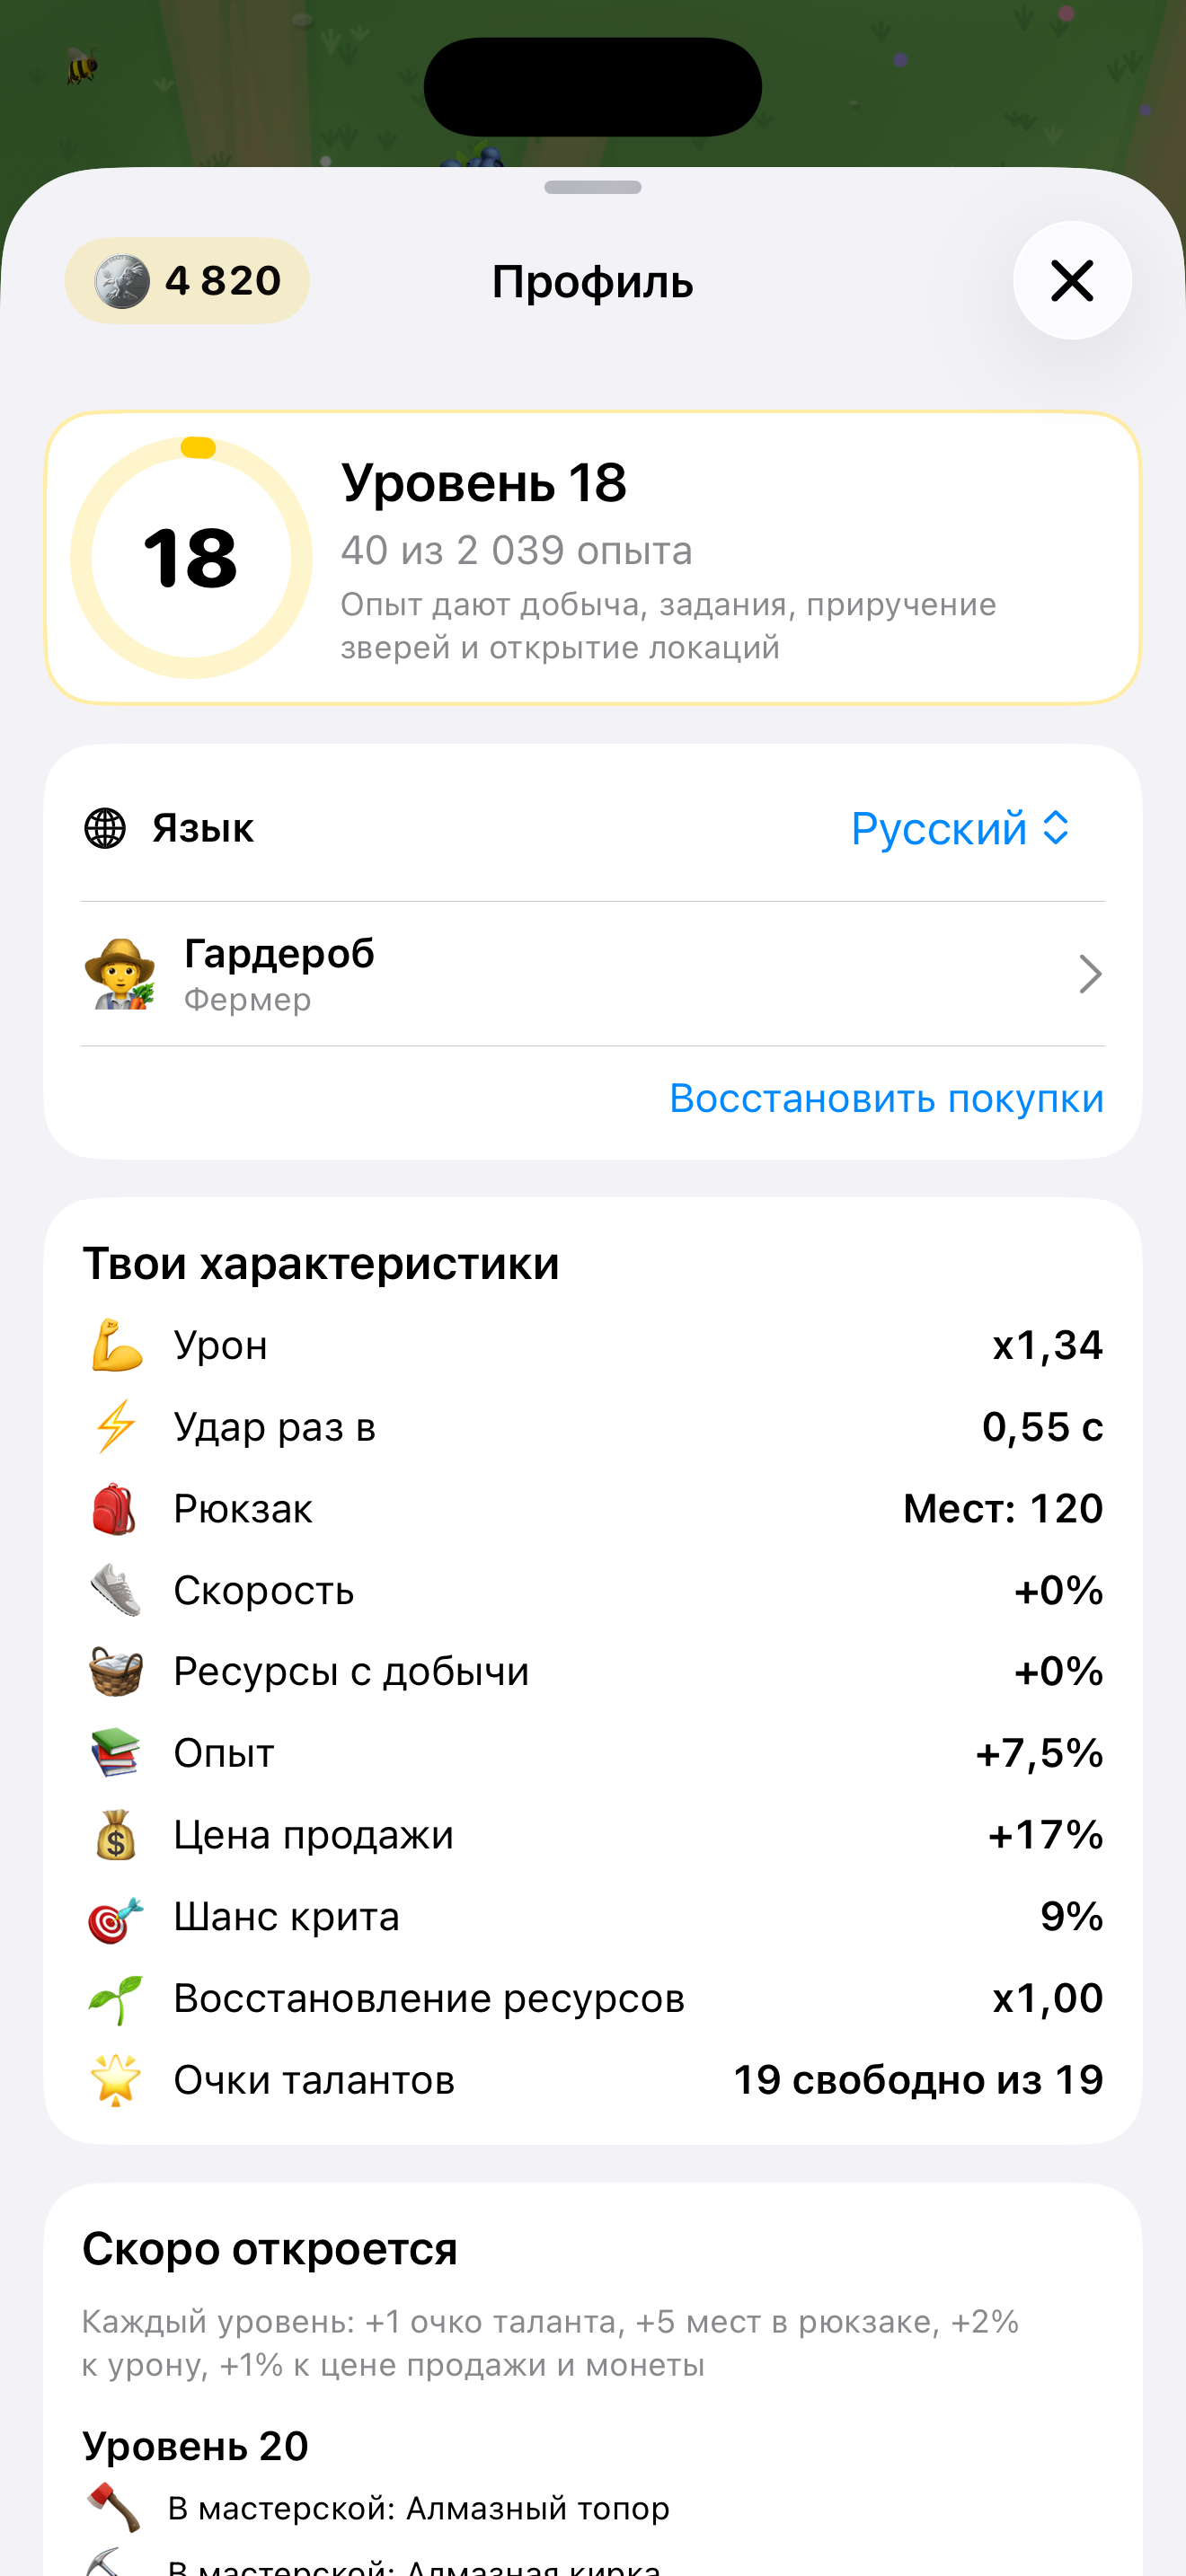 4 820
Профиль
18
Уровень 18
40 из 2 039 опыта
Опыт дают добыча, задания, приручение
зверей и открытие локаций
Язык
Русский
Гардероб
Фермер
Восстановить покупки
Твои характеристики
Урон x1,34
Удар раз в 0,55 с
Рюкзак Мест: 120
Скорость +0%
Ресурсы с добычи +0%
Опыт +7,5%
Цена продажи +17%
Шанс крита 9%
Восстановление ресурсов x1,00
Очки талантов 19 свободно из 19
Скоро откроется
Каждый уровень: +1 очко таланта, +5 мест в рюкзаке, +2%
к урону, +1% к цене продажи и монеты
Уровень 20
В мастерской: Алмазный топор
В мастерской: Алмазная кирка